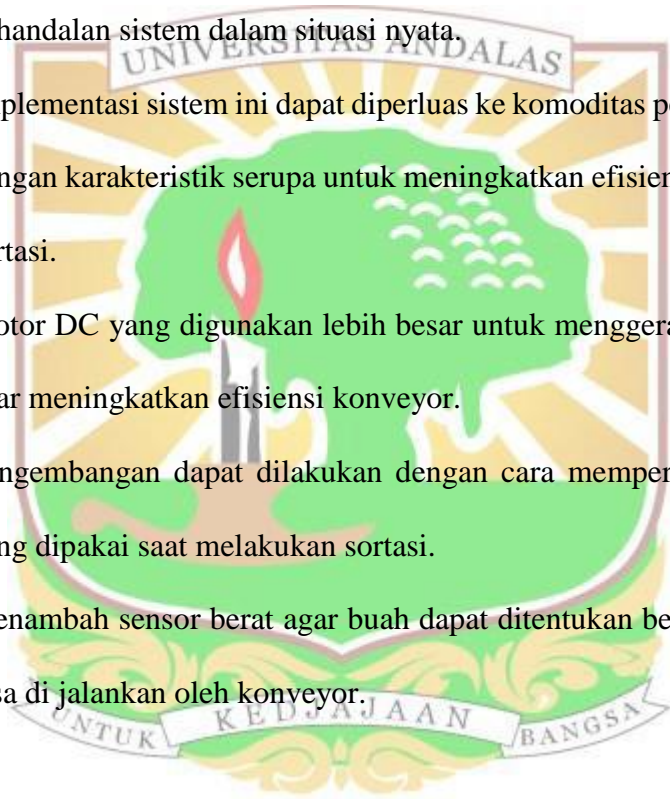 handalan sistem dalam situasi nyata.
UNIVERSITAS ANDALAS
plementasi sistem ini dapat diperluas ke komoditas
ngan karakteristik serupa untuk meningkatkan efisien
rtasi.
otor DC yang digunakan lebih besar untuk menggera
ar meningkatkan efisiensi konveyor.
ngembangan dapat dilakukan dengan cara memper
ng dipakai saat melakukan sortasi.
enambah sensor berat agar buah dapat ditentukan be
sa di jalankan oleh konveyor.
UNTUK KEDJAJAAN BANGSA